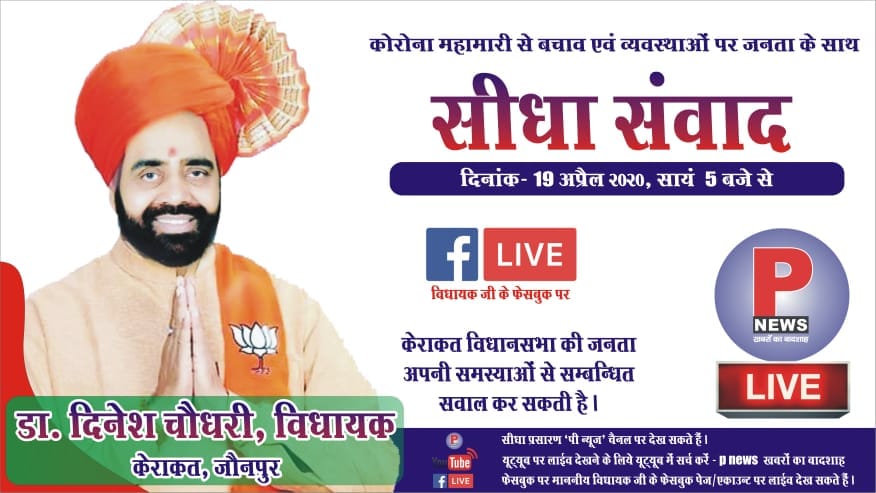 कोरोना महामारी से बचाव एवं व्यवस्थाओं पर जनता के साथ
सीधा संवाद
दिनांक- 19 अप्रैल २०२०, सायं 5 बजे से
f LIVE
विधायक जी के फेसबुक पर
P
NEWS
खबरों का बादशाह
LIVE
केराकत विधानसभा की जनता
अपनी समस्याओं से सम्बन्धित
सवाल कर सकती है।
डा. दिनेश चौधरी, विधायक
केराकत, जौनपुर
सीधा प्रसारण 'पी न्यूज' चैनल पर देख सकते हैं।
YouTube यूट्यूब पर लाईव देखने के लिये यूट्यूब में सर्च करें - p news खबरों का बादशाह
f LIVE फेसबुक पर माननीय विधायक जी के फेसबुक पेज/एकाउन्ट पर लाईव देख सकते हैं।